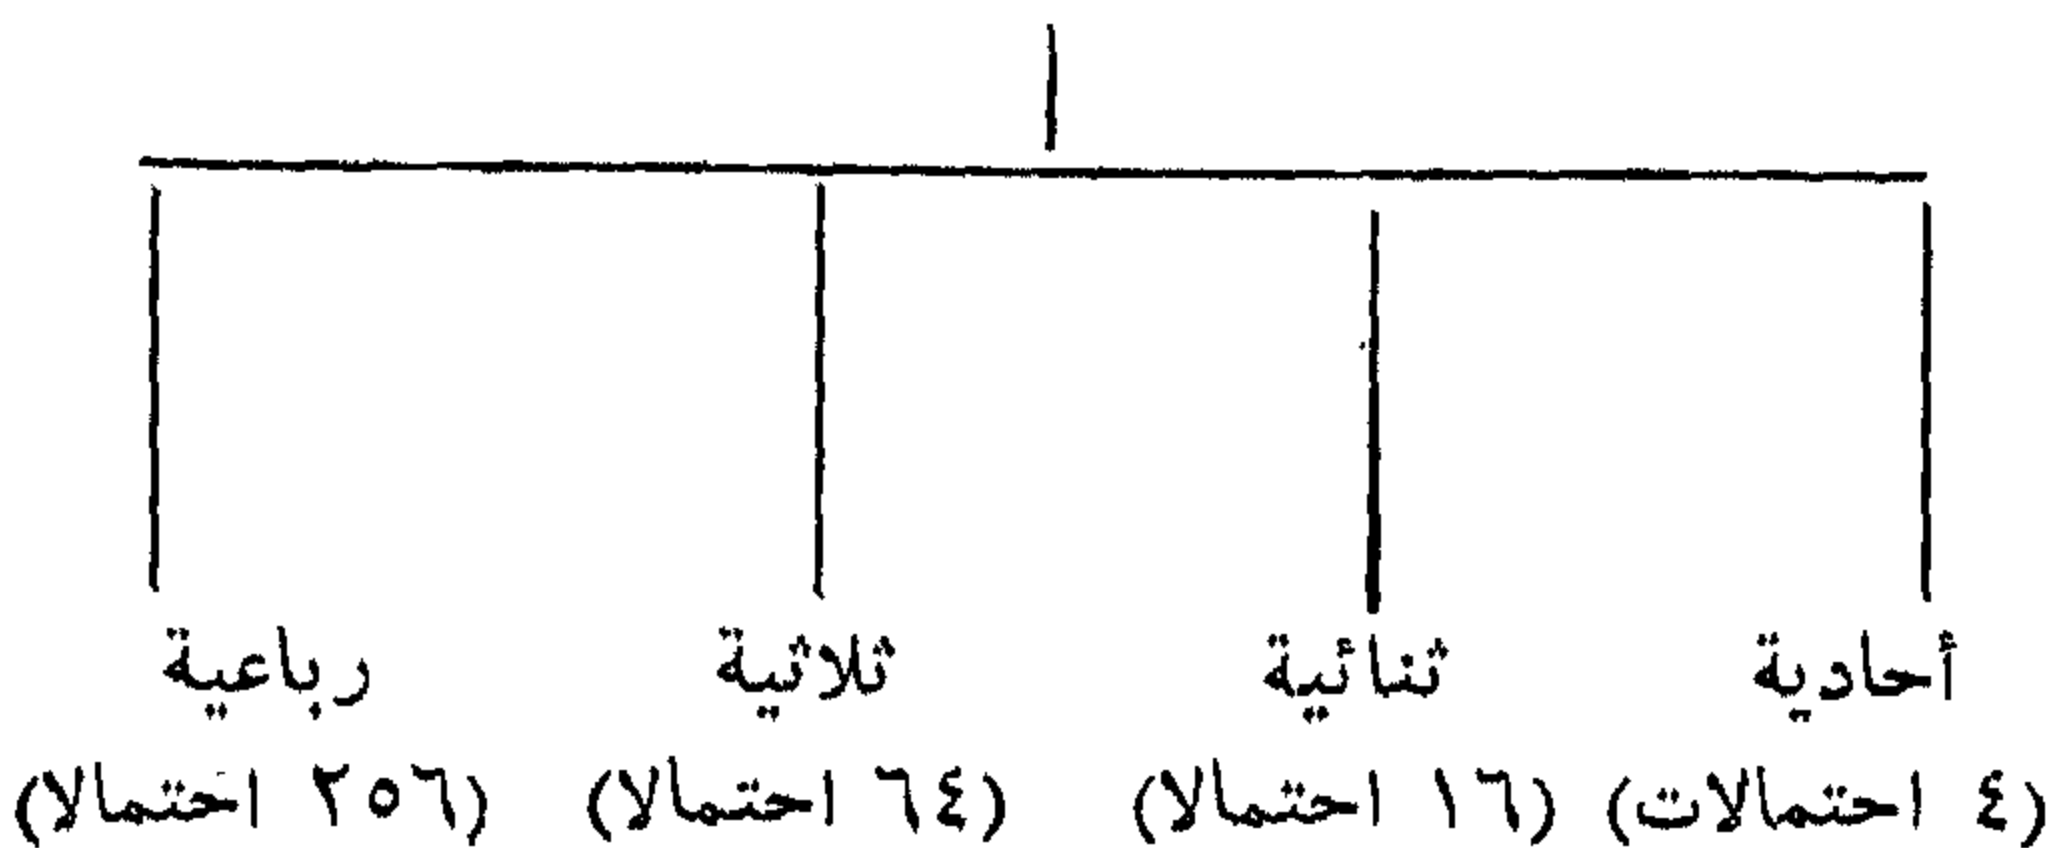 أحادية ثنائية ثلاثية رباعية
(٤ احتمالات) (١٦ احتمالا) (٦٤ احتمالا) (٢٥٦ احتمالا)